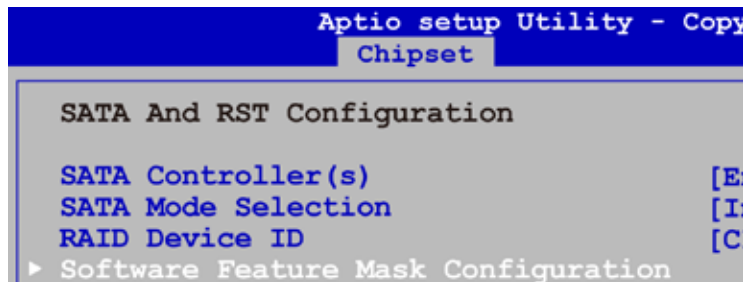 Aptio setup Utility - Copy
Chipset
SATA And RST Configuration
SATA Controller(s) [E
SATA Mode Selection [I
RAID Device ID [C
▶ Software Feature Mask Configuration